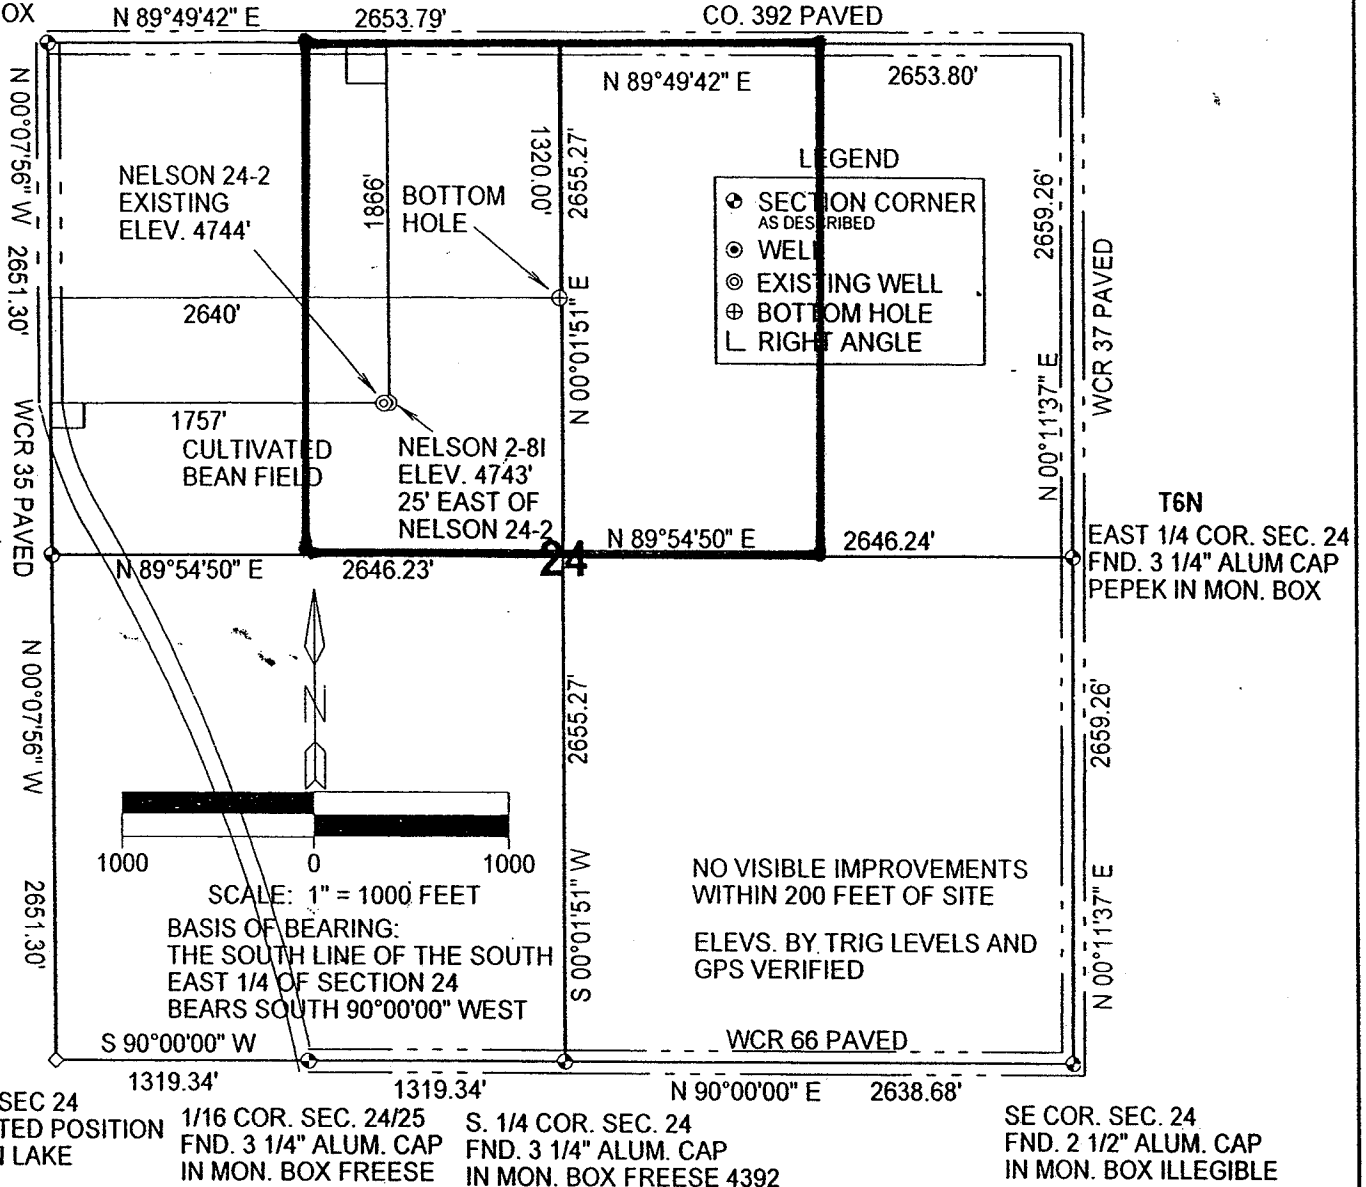 OX
N 89°49'42" E
2653.79'
CO. 392 PAVED
N 89°49'42" E
2653.80'
N 00°07'56" W
2651.30'
WCR 35 PAVED
NELSON 24-2
EXISTING
ELEV. 4744'
1866'
BOTTOM
HOLE
1320.00'
2655.27'
N 00°01'51" E
LEGEND
SECTION CORNER
AS DESCRIBED
WELL
EXISTING WELL
BOTTOM HOLE
RIGHT ANGLE
2659.26'
WCR 37 PAVED
N 00°11'37" E
2640'
1757'
CULTIVATED
BEAN FIELD
NELSON 2-8I
ELEV. 4743'
25' EAST OF
NELSON 24-2
T6N
EAST 1/4 COR. SEC. 24
FND. 3 1/4" ALUM CAP
PEPEK IN MON. BOX
N 89°54'50" E
2646.23'
24
N 89°54'50" E
2646.24'
N 00°07'56" W
2651.30'
N
2655.27'
S 00°01'51" W
2659.26'
N 00°11'37" E
1000 0 1000
SCALE: 1" = 1000 FEET
BASIS OF BEARING:
THE SOUTH LINE OF THE SOUTH
EAST 1/4 OF SECTION 24
BEARS SOUTH 90°00'00" WEST
NO VISIBLE IMPROVEMENTS
WITHIN 200 FEET OF SITE
ELEVS. BY TRIG LEVELS AND
GPS VERIFIED
S 90°00'00" W
WCR 66 PAVED
1319.34'
1319.34'
N 90°00'00" E
2638.68'
SEC 24
TED POSITION
N LAKE
1/16 COR. SEC. 24/25
FND. 3 1/4" ALUM. CAP
IN MON. BOX FREESE
S. 1/4 COR. SEC. 24
FND. 3 1/4" ALUM. CAP
IN MON. BOX FREESE 4392
SE COR. SEC. 24
FND. 2 1/2" ALUM. CAP
IN MON. BOX ILLEGIBLE